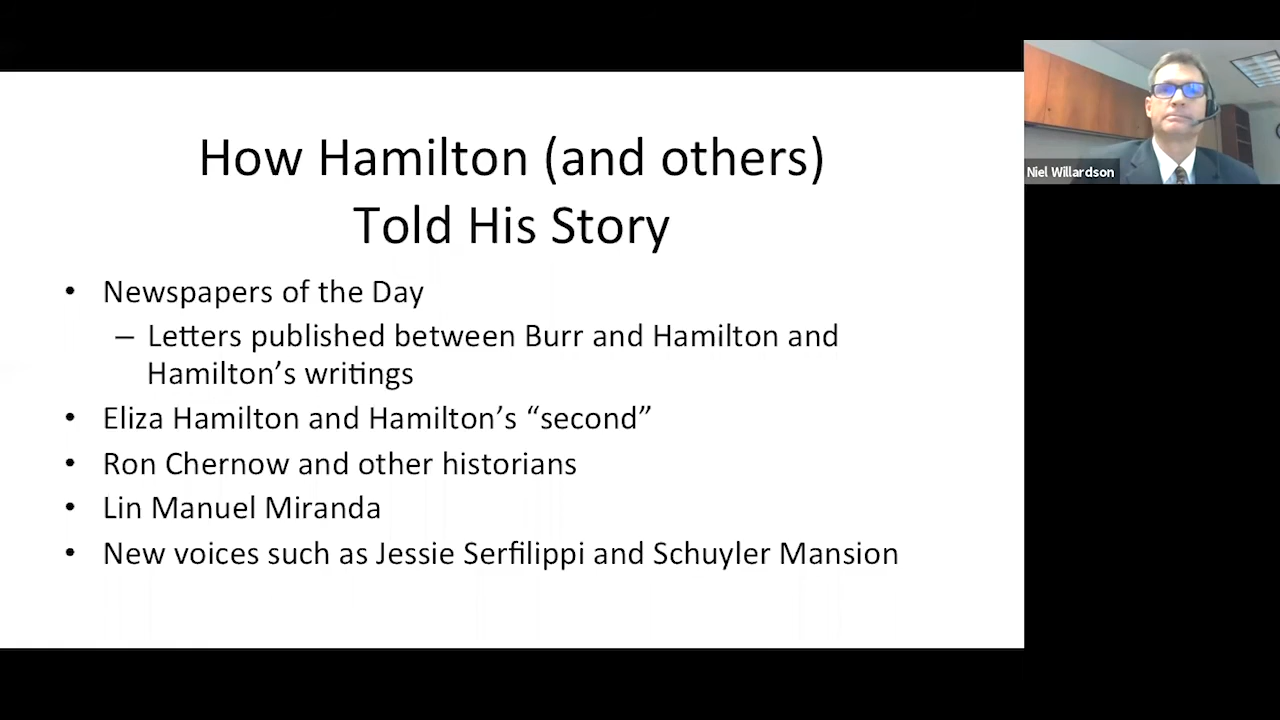 How Hamilton (and others)
Told His Story
• Newspapers of the Day
– Letters published between Burr and Hamilton and
Hamilton’s writings
• Eliza Hamilton and Hamilton’s “second”
• Ron Chernow and other historians
• Lin Manuel Miranda
• New voices such as Jessie Serfilippi and Schuyler Mansion
Niel Willardson